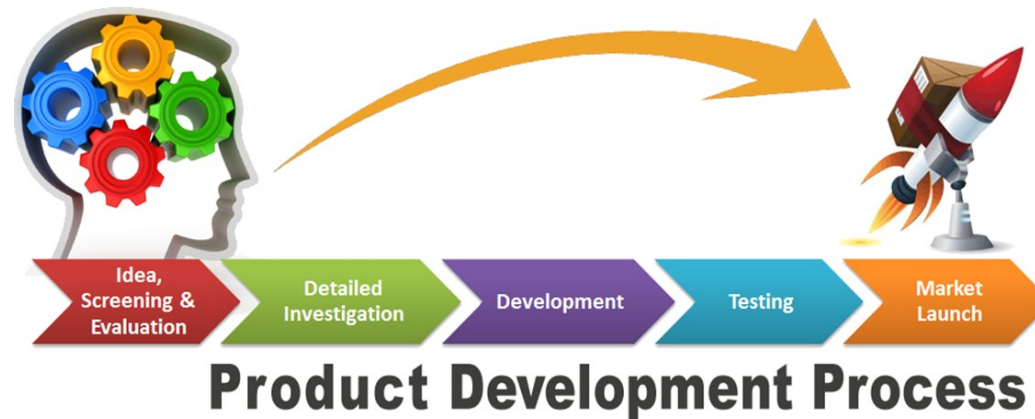 Idea,
Screening &
Evaluation
Detailed
Investigation
Development
Testing
Market
Launch
Product Development Process